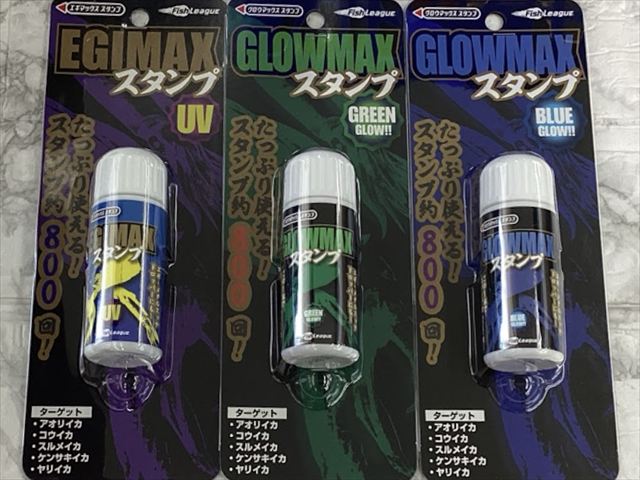 エギマックス スタンプ
FishLeague
EGIMAX
スタンプ
UV
たっぷり使える!
スタンプ約800回!
EGIMAX
スタンプ
UV
FishLeague
ターゲット
・アオリイカ
・コウイカ
・スルメイカ
・ケンサキイカ
・ヤリイカ
グロウマックス スタンプ
FishLeague
GLOWMAX
スタンプ
GREEN
GLOW!!
たっぷり使える!
スタンプ約800回!
GLOWMAX
スタンプ
GREEN
GLOW!!
FishLeague
ターゲット
・アオリイカ
・コウイカ
・スルメイカ
・ケンサキイカ
・ヤリイカ
グロウマックス スタンプ
FishLeague
GLOWMAX
スタンプ
BLUE
GLOW!!
たっぷり使える!
スタンプ約800回!
GLOWMAX
スタンプ
BLUE
GLOW!!
FishLeague
ターゲット
・アオリイカ
・コウイカ
・スルメイカ
・ケンサキイカ
・ヤリイカ